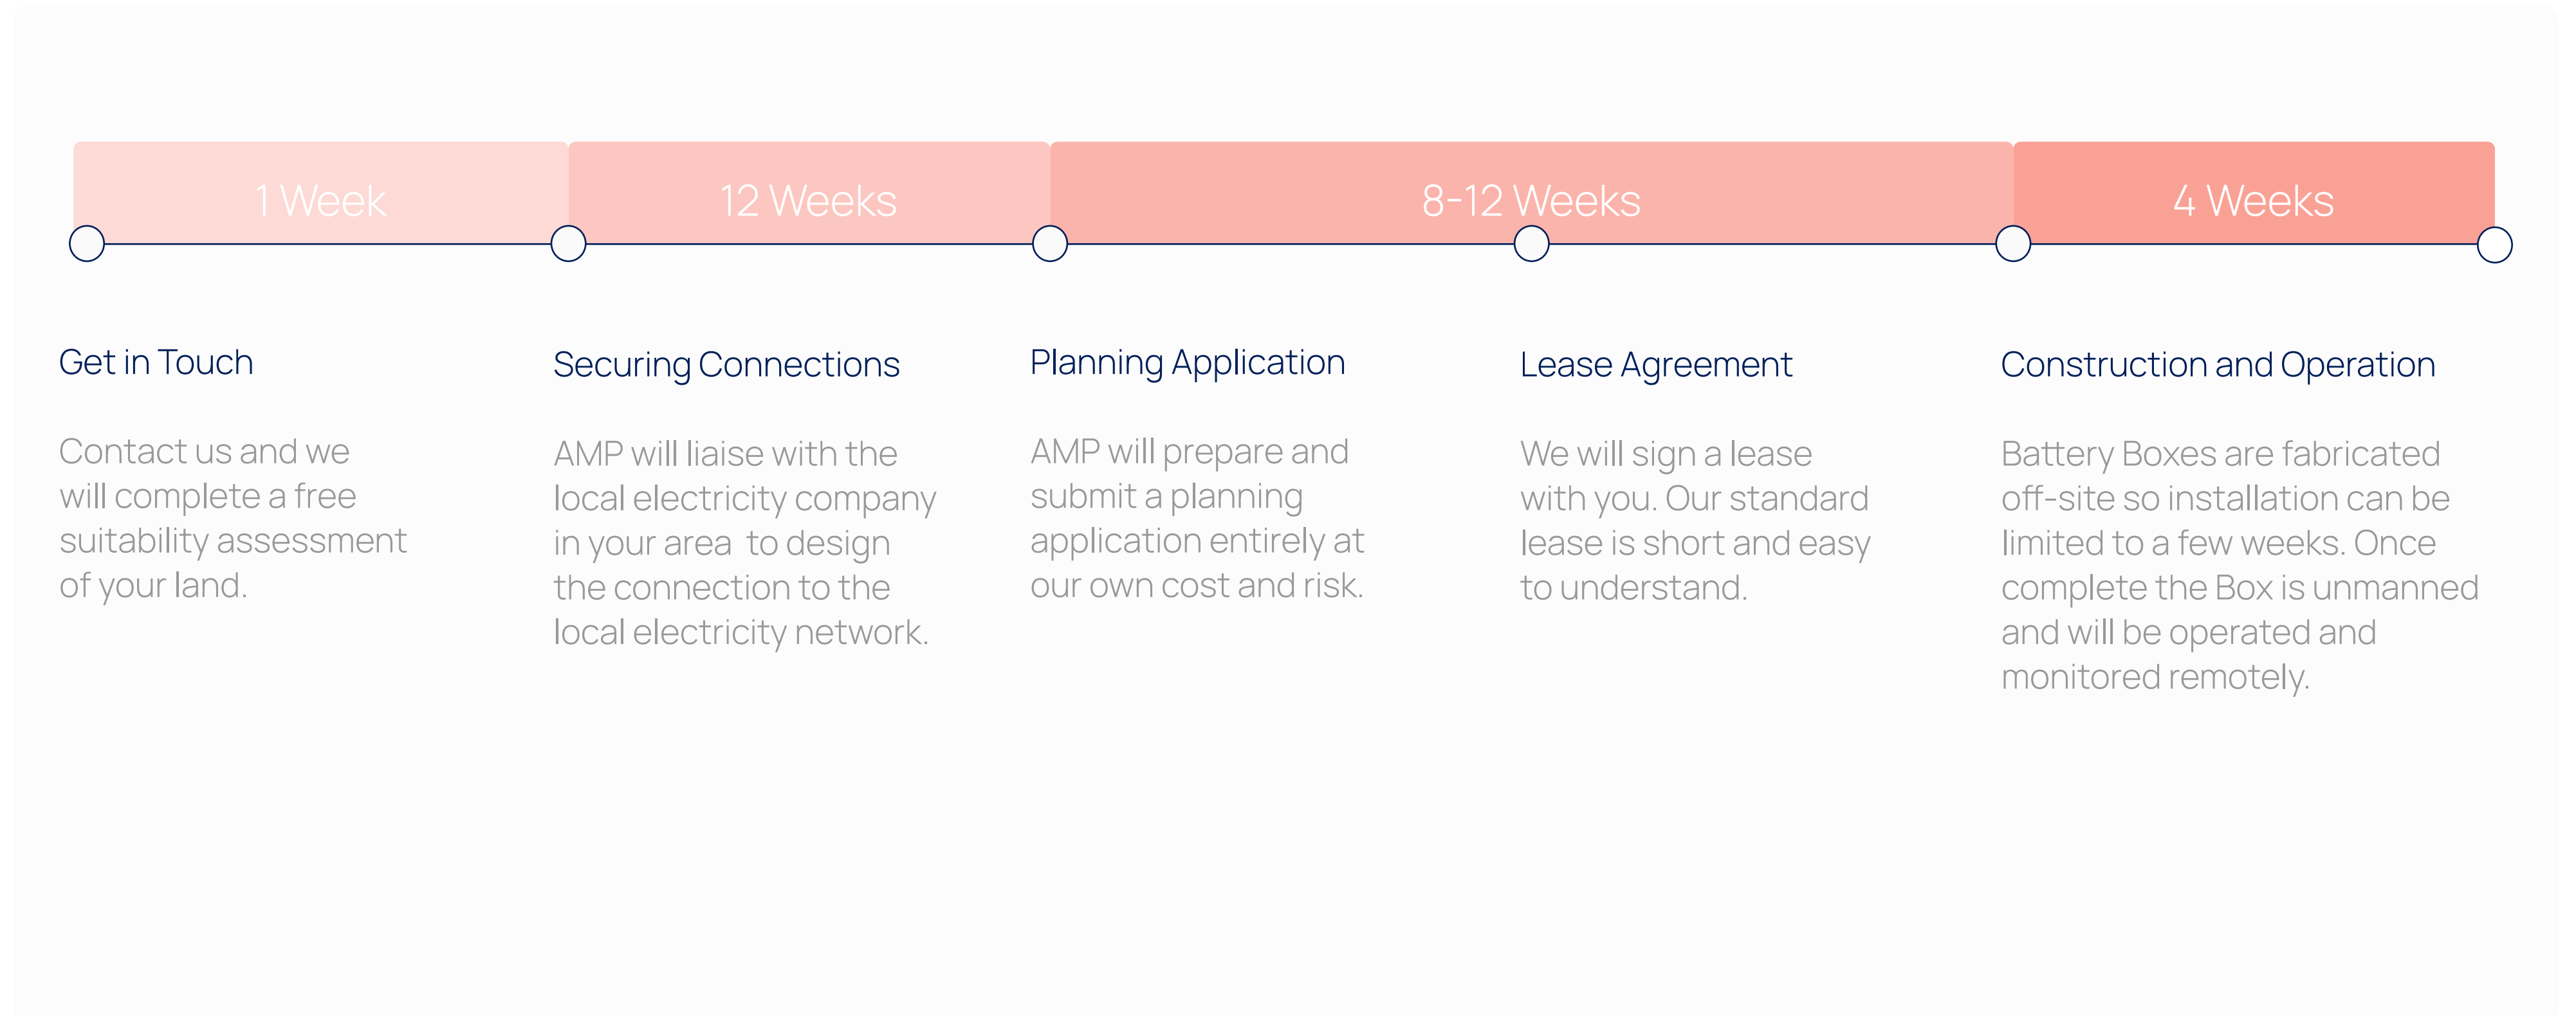 1 Week
12 Weeks
8-12 Weeks
4 Weeks
Get in Touch
Contact us and we
will complete a free
suitability assessment
of your land.
Securing Connections
AMP will liaise with the
local electricity company
in your area  to design
the connection to the
local electricity network.
Planning Application
AMP will prepare and
submit a planning
application entirely at
our own cost and risk.
Lease Agreement
We will sign a lease
with you. Our standard
lease is short and easy
to understand.
Construction and Operation
Battery Boxes are fabricated
off-site so installation can be
limited to a few weeks. Once
complete the Box is unmanned
and will be operated and
monitored remotely.